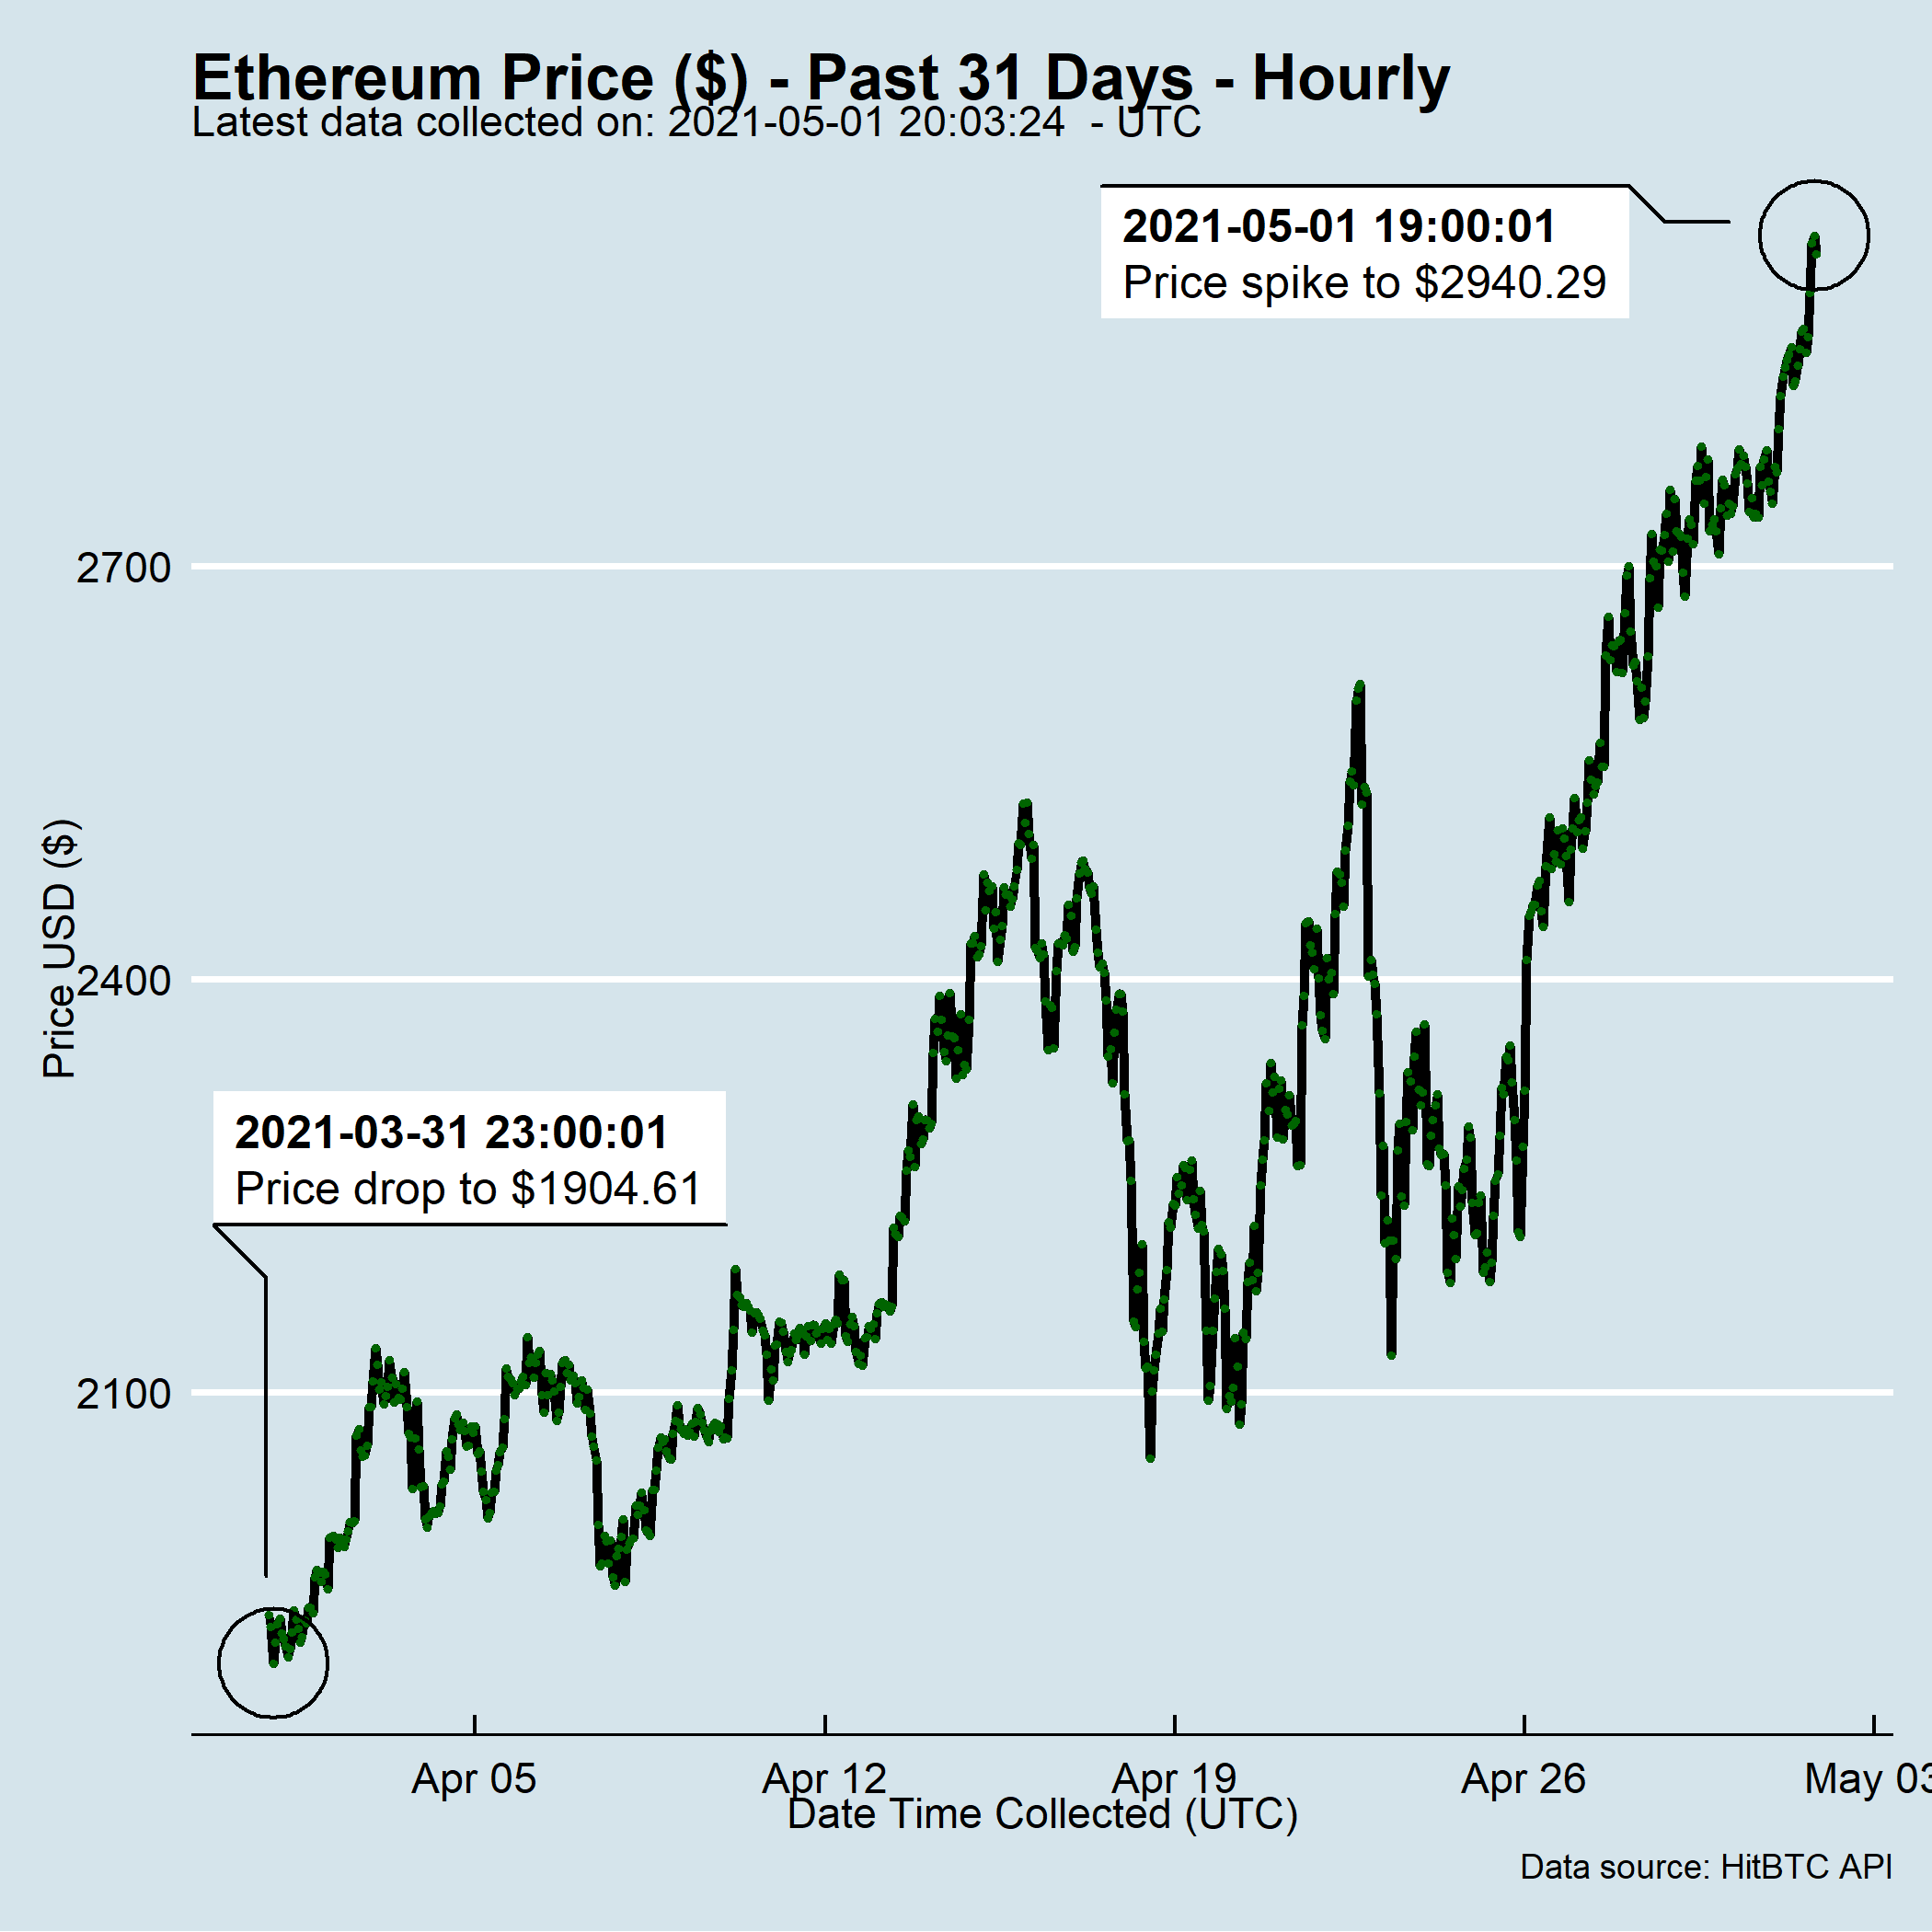 Ethereum Price ($) - Past 31 Days - Hourly
Latest data collected on: 2021-05-01 20:03:24  - UTC
2021-05-01 19:00:01
Price spike to $2940.29
2700
2400
2100
Price USD ($)
2021-03-31 23:00:01
Price drop to $1904.61
Apr 05
Apr 12
Apr 19
Apr 26
May 03
Date Time Collected (UTC)
Data source: HitBTC API